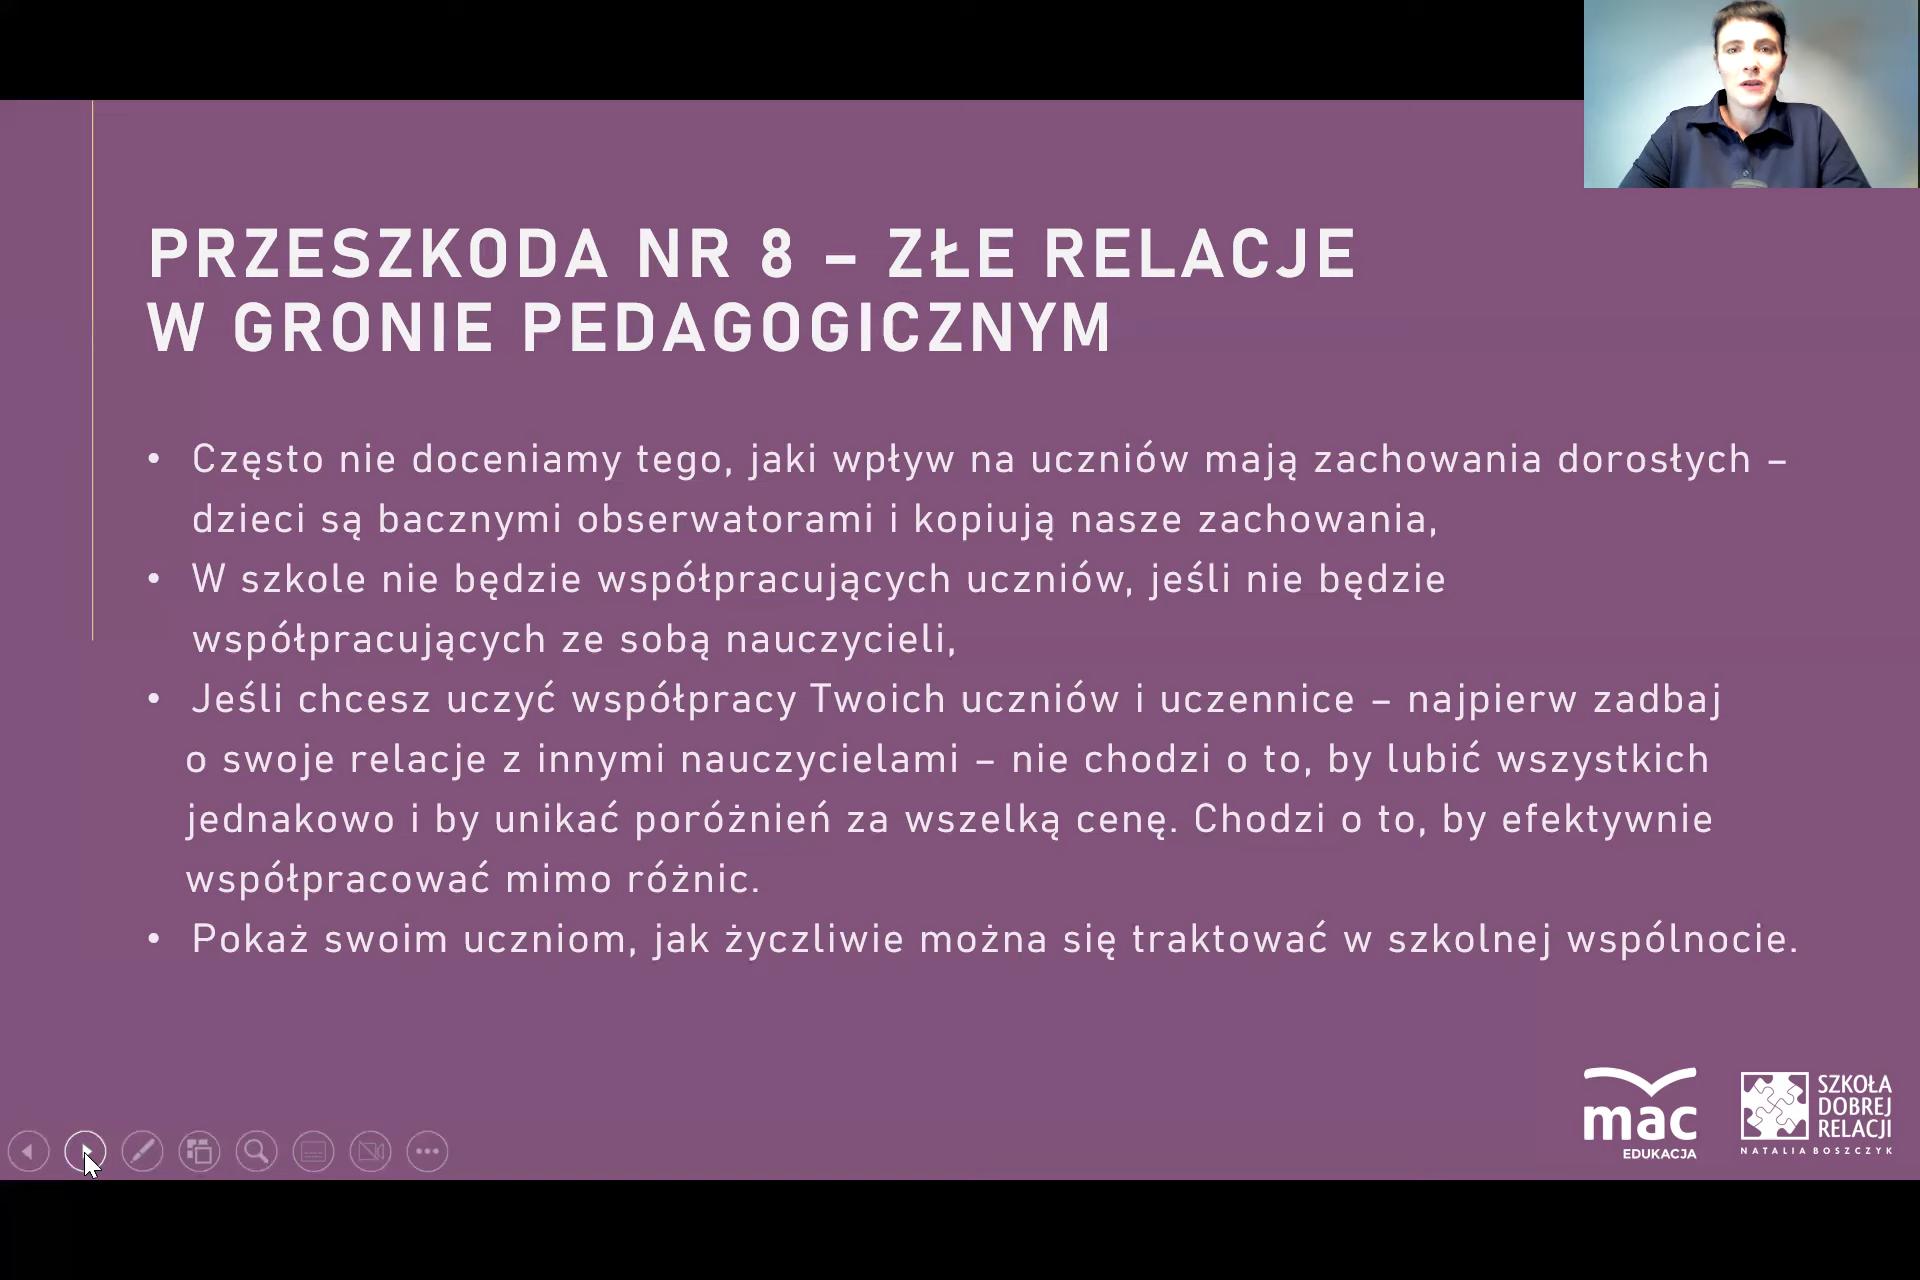 PRZESZKODA NR 8 – ZŁE RELACJE
W GRONIE PEDAGOGICZNYM
• Często nie doceniamy tego, jaki wpływ na uczniów mają zachowania dorosłych –
dzieci są bacznymi obserwatorami i kopiują nasze zachowania,
• W szkole nie będzie współpracujących uczniów, jeśli nie będzie
współpracujących ze sobą nauczycieli,
• Jeśli chcesz uczyć współpracy Twoich uczniów i uczennice – najpierw zadbaj
o swoje relacje z innymi nauczycielami – nie chodzi o to, by lubić wszystkich
jednakowo i by unikać poróżnień za wszelką cenę. Chodzi o to, by efektywnie
współpracować mimo różnic.
• Pokaż swoim uczniom, jak życzliwie można się traktować w szkolnej wspólnocie.
mac
EDUKACJA
SZKOŁA
DOBREJ
RELACJI
NATALIA BOSZCZYK